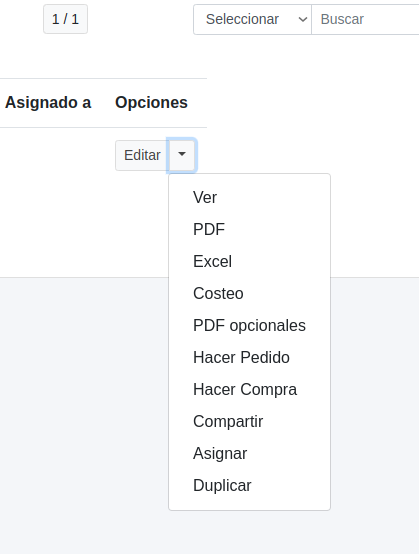 1 / 1
Seleccionar
Buscar
Asignado a
Opciones
Editar
Ver
PDF
Excel
Costeo
PDF opcionales
Hacer Pedido
Hacer Compra
Compartir
Asignar
Duplicar